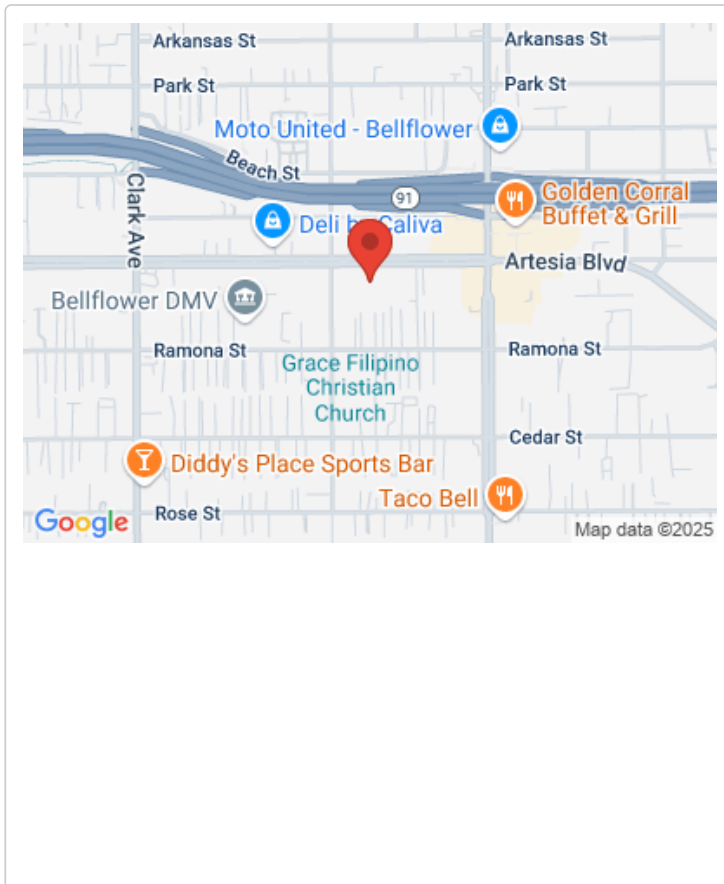 Arkansas St
Arkansas St
Park St
Park St
Moto United - Bellflower
Beach St
Clark Ave
91
Golden Corral
Buffet & Grill
Deli by Caliva
Artesia Blvd
Bellflower DMV
Ramona St
Ramona St
Grace Filipino
Christian
Church
Cedar St
Diddy's Place Sports Bar
Taco Bell
Rose St
Google
Map data ©2025